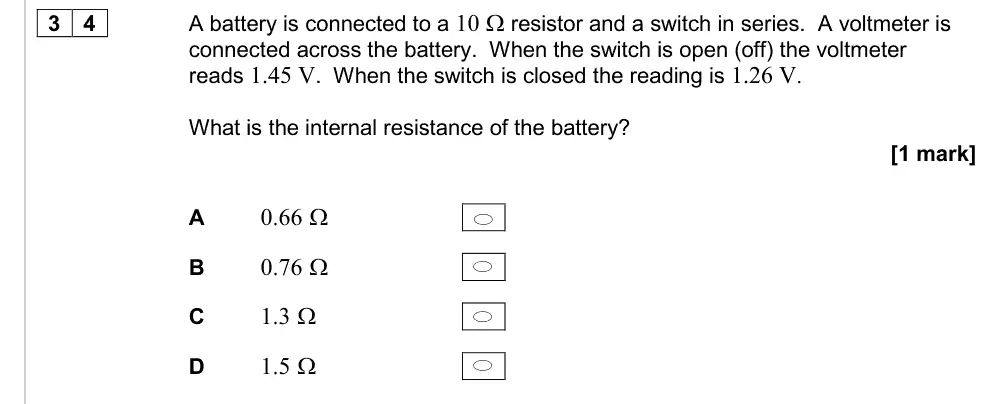 3 4 A battery is connected to a 10 Ω resistor and a switch in series. A voltmeter is
connected across the battery. When the switch is open (off) the voltmeter
reads 1.45 V. When the switch is closed the reading is 1.26 V.
What is the internal resistance of the battery?
[1 mark]
A 0.66 Ω
B 0.76 Ω
C 1.3 Ω
D 1.5 Ω